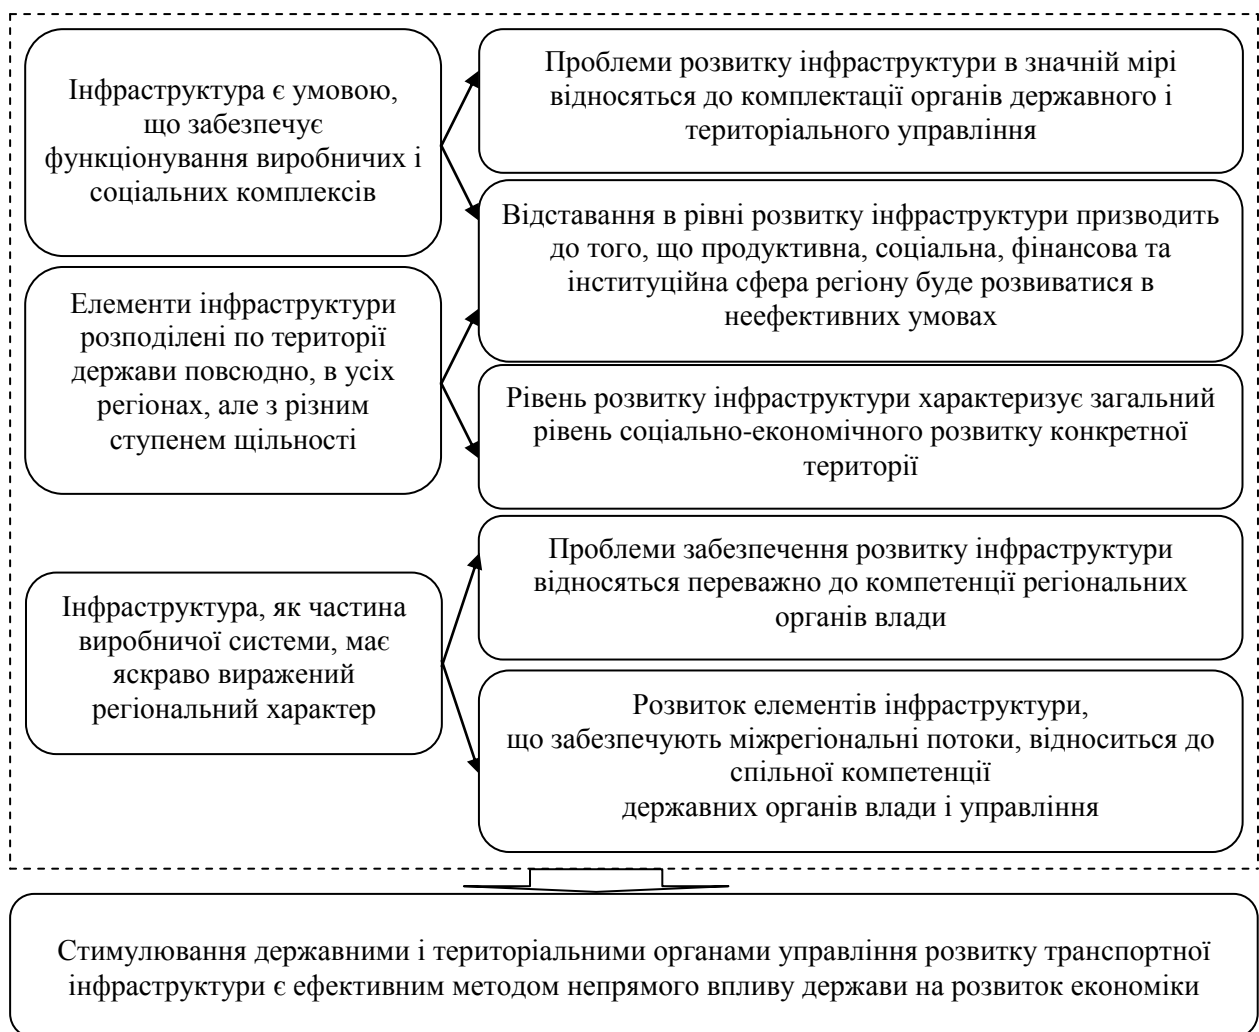 Інфраструктура є умовою,
що забезпечує
функціонування виробничих і
соціальних комплексів
Елементи інфраструктури
розподілені по території
держави повсюдно, в усіх
регіонах, але з різним
ступенем щільності
Інфраструктура, як частина
виробничої системи, має
яскраво виражений
регіональний характер
Проблеми розвитку інфраструктури в значній мірі
відносяться до комплектації органів державного і
територіального управління
Відставання в рівні розвитку інфраструктури призводить
до того, що продуктивна, соціальна, фінансова та
інституційна сфера регіону буде розвиватися в
неефективних умовах
Рівень розвитку інфраструктури характеризує загальний
рівень соціально-економічного розвитку конкретної
території
Проблеми забезпечення розвитку інфраструктури
відносяться переважно до компетенції регіональних
органів влади
Розвиток елементів інфраструктури,
що забезпечують міжрегіональні потоки, відноситься до
спільної компетенції
державних органів влади і управління
Стимулювання державними і територіальними органами управління розвитку транспортної
інфраструктури є ефективним методом непрямого впливу держави на розвиток економіки